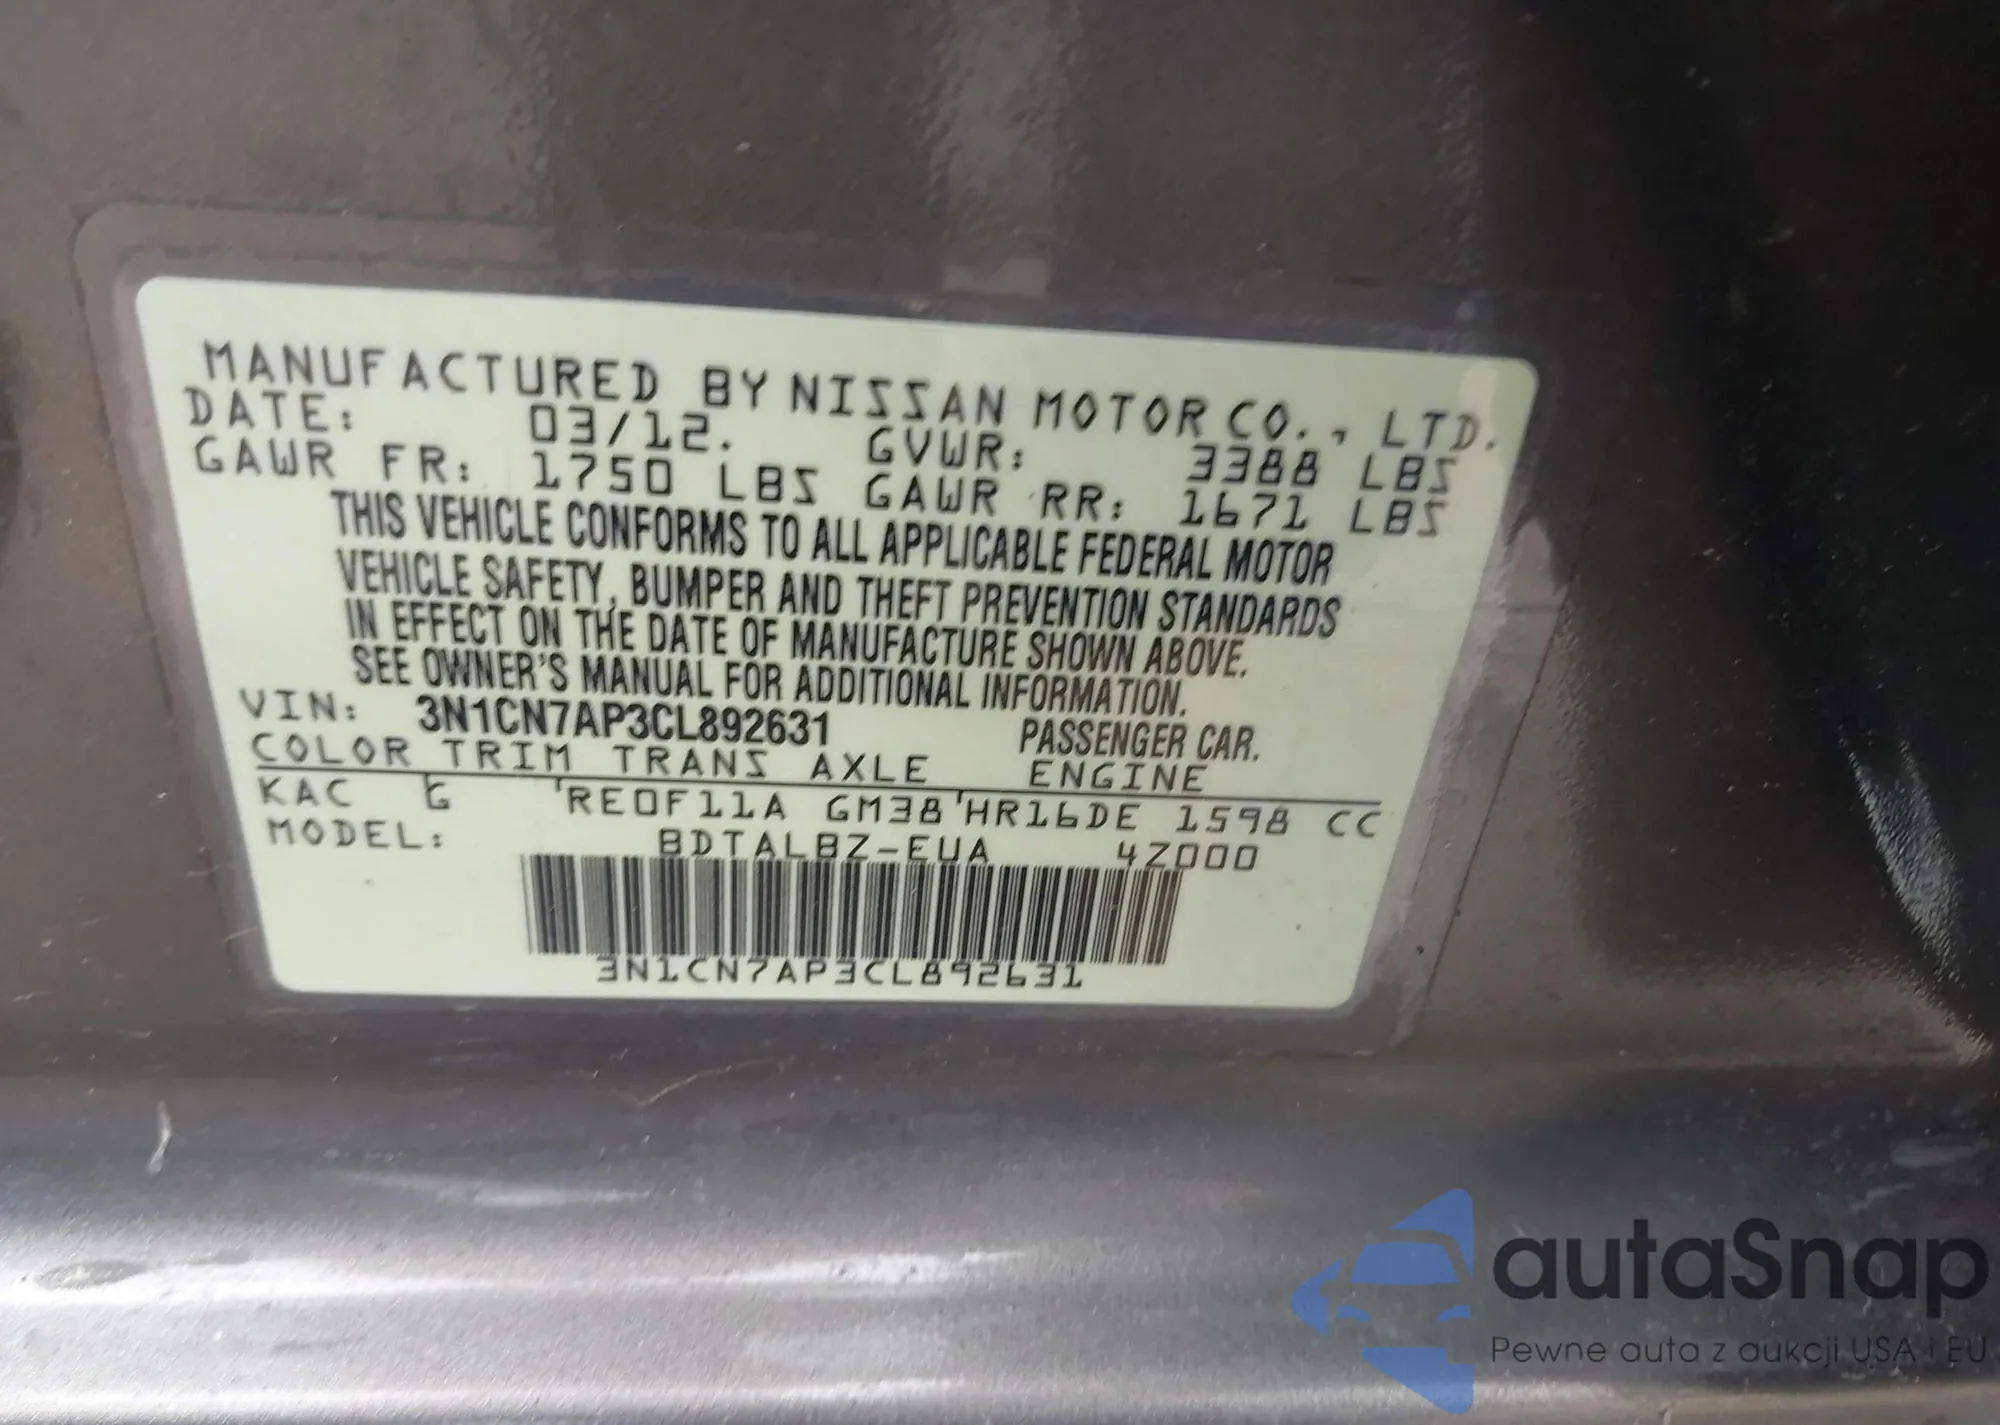 MANUFACTURED BY NISSAN MOTOR CO., LTD.
DATE: 03/12. GVWR: 3388 LBS
GAWR FR: 1750 LBS GAWR RR: 1671 LBS
THIS VEHICLE CONFORMS TO ALL APPLICABLE FEDERAL MOTOR
VEHICLE SAFETY, BUMPER AND THEFT PREVENTION STANDARDS
IN EFFECT ON THE DATE OF MANUFACTURE SHOWN ABOVE.
SEE OWNER'S MANUAL FOR ADDITIONAL INFORMATION.
VIN: 3N1CN7AP3CL892631 PASSENGER CAR.
COLOR TRIM TRANS AXLE ENGINE
KAC G 'RE0F11A GM38'HR16DE 1598 CC
MODEL: BDTALBZ-EUA 4Z000
3N1CN7AP3CL892631
autaSnap
Pewne auta z aukcji USA i EU